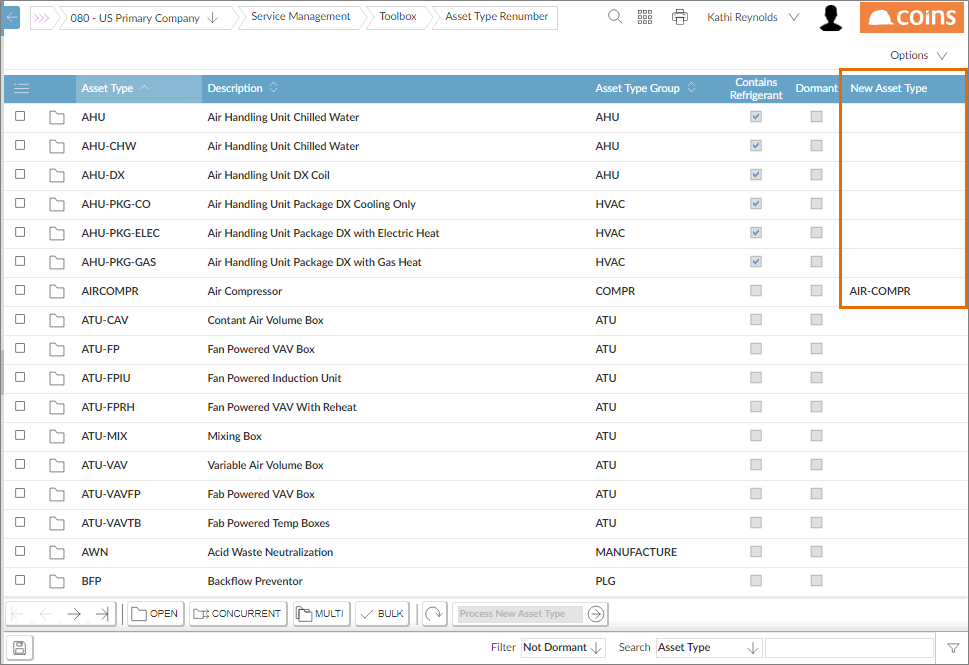 080 - US Primary Company Service Management Toolbox Asset Type Renumber Kathi Reynolds coins
Options
Asset Type Description Asset Type Group Contains Refrigerant Dormant New Asset Type
AHU Air Handling Unit Chilled Water AHU
AHU-CHW Air Handling Unit Chilled Water AHU
AHU-DX Air Handling Unit DX Coil AHU
AHU-PKG-CO Air Handling Unit Package DX Cooling Only HVAC
AHU-PKG-ELEC Air Handling Unit Package DX with Electric Heat HVAC
AHU-PKG-GAS Air Handling Unit Package DX with Gas Heat HVAC
AIRCOMPR Air Compressor COMPR AIR-COMPR
ATU-CAV Contant Air Volume Box ATU
ATU-FP Fan Powered VAV Box ATU
ATU-FPIU Fan Powered Induction Unit ATU
ATU-FPRH Fan Powered VAV With Reheat ATU
ATU-MIX Mixing Box ATU
ATU-VAV Variable Air Volume Box ATU
ATU-VAVFP Fab Powered VAV Box ATU
ATU-VAVTB Fab Powered Temp Boxes ATU
AWN Acid Waste Neutralization MANUFACTURE
BFP Backflow Preventor PLG
OPEN CONCURRENT MULTI BULK Process New Asset Type
Filter Not Dormant Search Asset Type